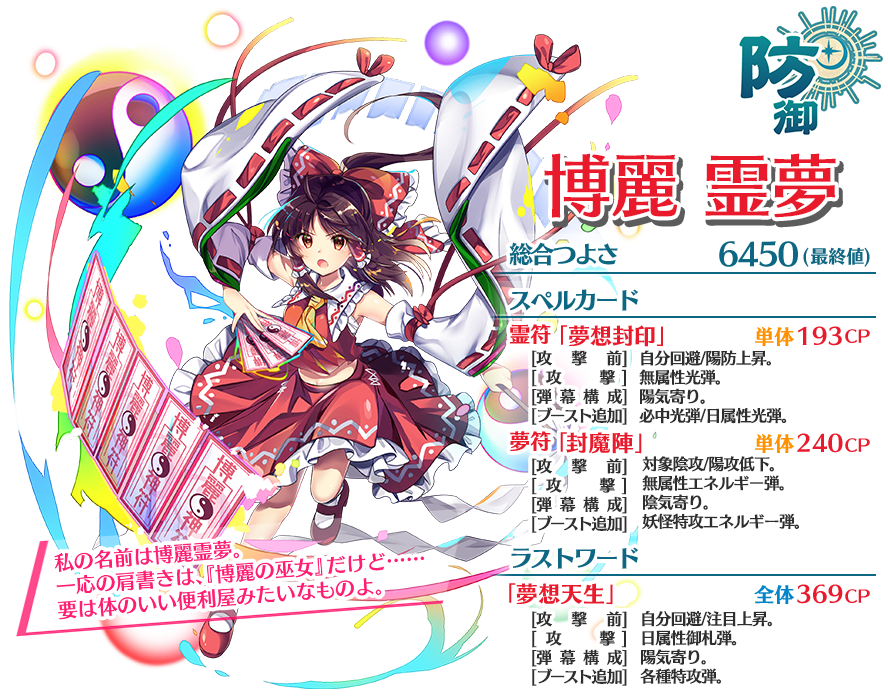 防御
博麗 霊夢
総合つよさ 6450(最終値)
スペルカード
霊符「夢想封印」 単体193CP
[攻撃前] 自分回避/陽防上昇。
[攻撃] 無属性光弾。
[弾幕構成] 陽気寄り。
[ブースト追加] 必中光弾/日属性光弾。
夢符「封魔陣」 単体240CP
[攻撃前] 対象陰攻/陽攻低下。
[攻撃] 無属性エネルギー弾。
[弾幕構成] 陰気寄り。
[ブースト追加] 妖怪特攻エネルギー弾。
ラストワード
「夢想天生」 全体369CP
[攻撃前] 自分回避/注目上昇。
[攻撃] 日属性御札弾。
[弾幕構成] 陽気寄り。
[ブースト追加] 各種特攻弾。
私の名前は博麗霊夢。
一応の肩書きは、『博麗の巫女』だけど……
要は体のいい便利屋みたいなものよ。
博麗
博麗
博麗
博麗